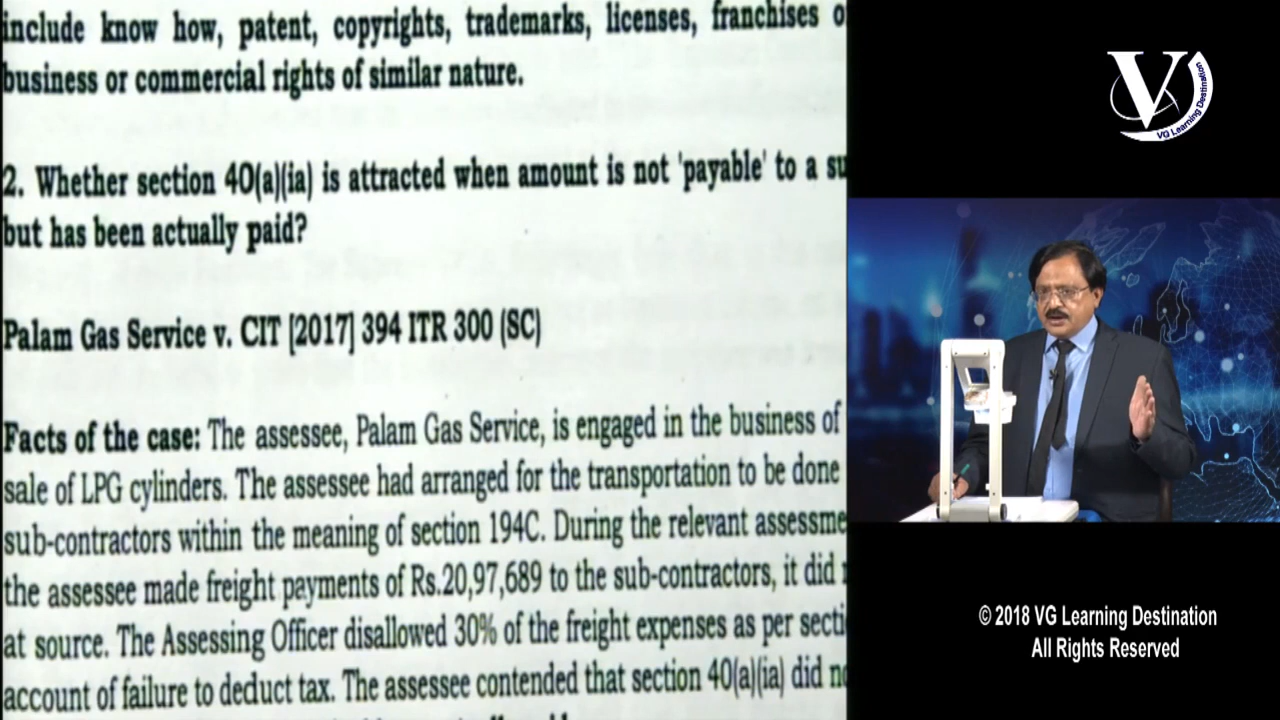 include know how, patent, copyrights, trademarks, licenses, franchises o
business or commercial rights of similar nature.
2. Whether section 40(a)(ia) is attracted when amount is not 'payable' to a su
but has been actually paid?
Palam Gas Service v. CIT [2017] 394 ITR 300 (SC)
Facts of the case: The assessee, Palam Gas Service, is engaged in the business of
sale of LPG cylinders. The assessee had arranged for the transportation to be done
sub-contractors within the meaning of section 194C. During the relevant assessme
the assessee made freight payments of Rs.20,97,689 to the sub-contractors, it did
at source. The Assessing Officer disallowed 30% of the freight expenses as per secti
account of failure to deduct tax. The assessee contended that section 40(a)(ia) did no
V
VG Learning Destination
© 2018 VG Learning Destination
All Rights Reserved